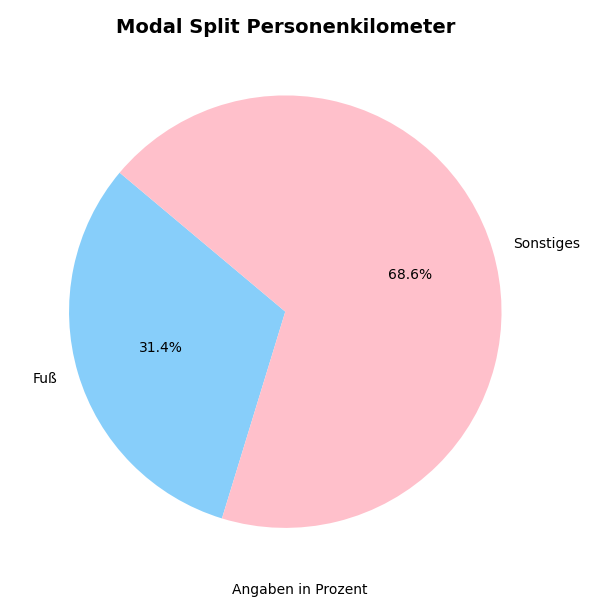 Modal Split Personenkilometer
Sonstiges
68.6%
31.4%
Fuß
Angaben in Prozent